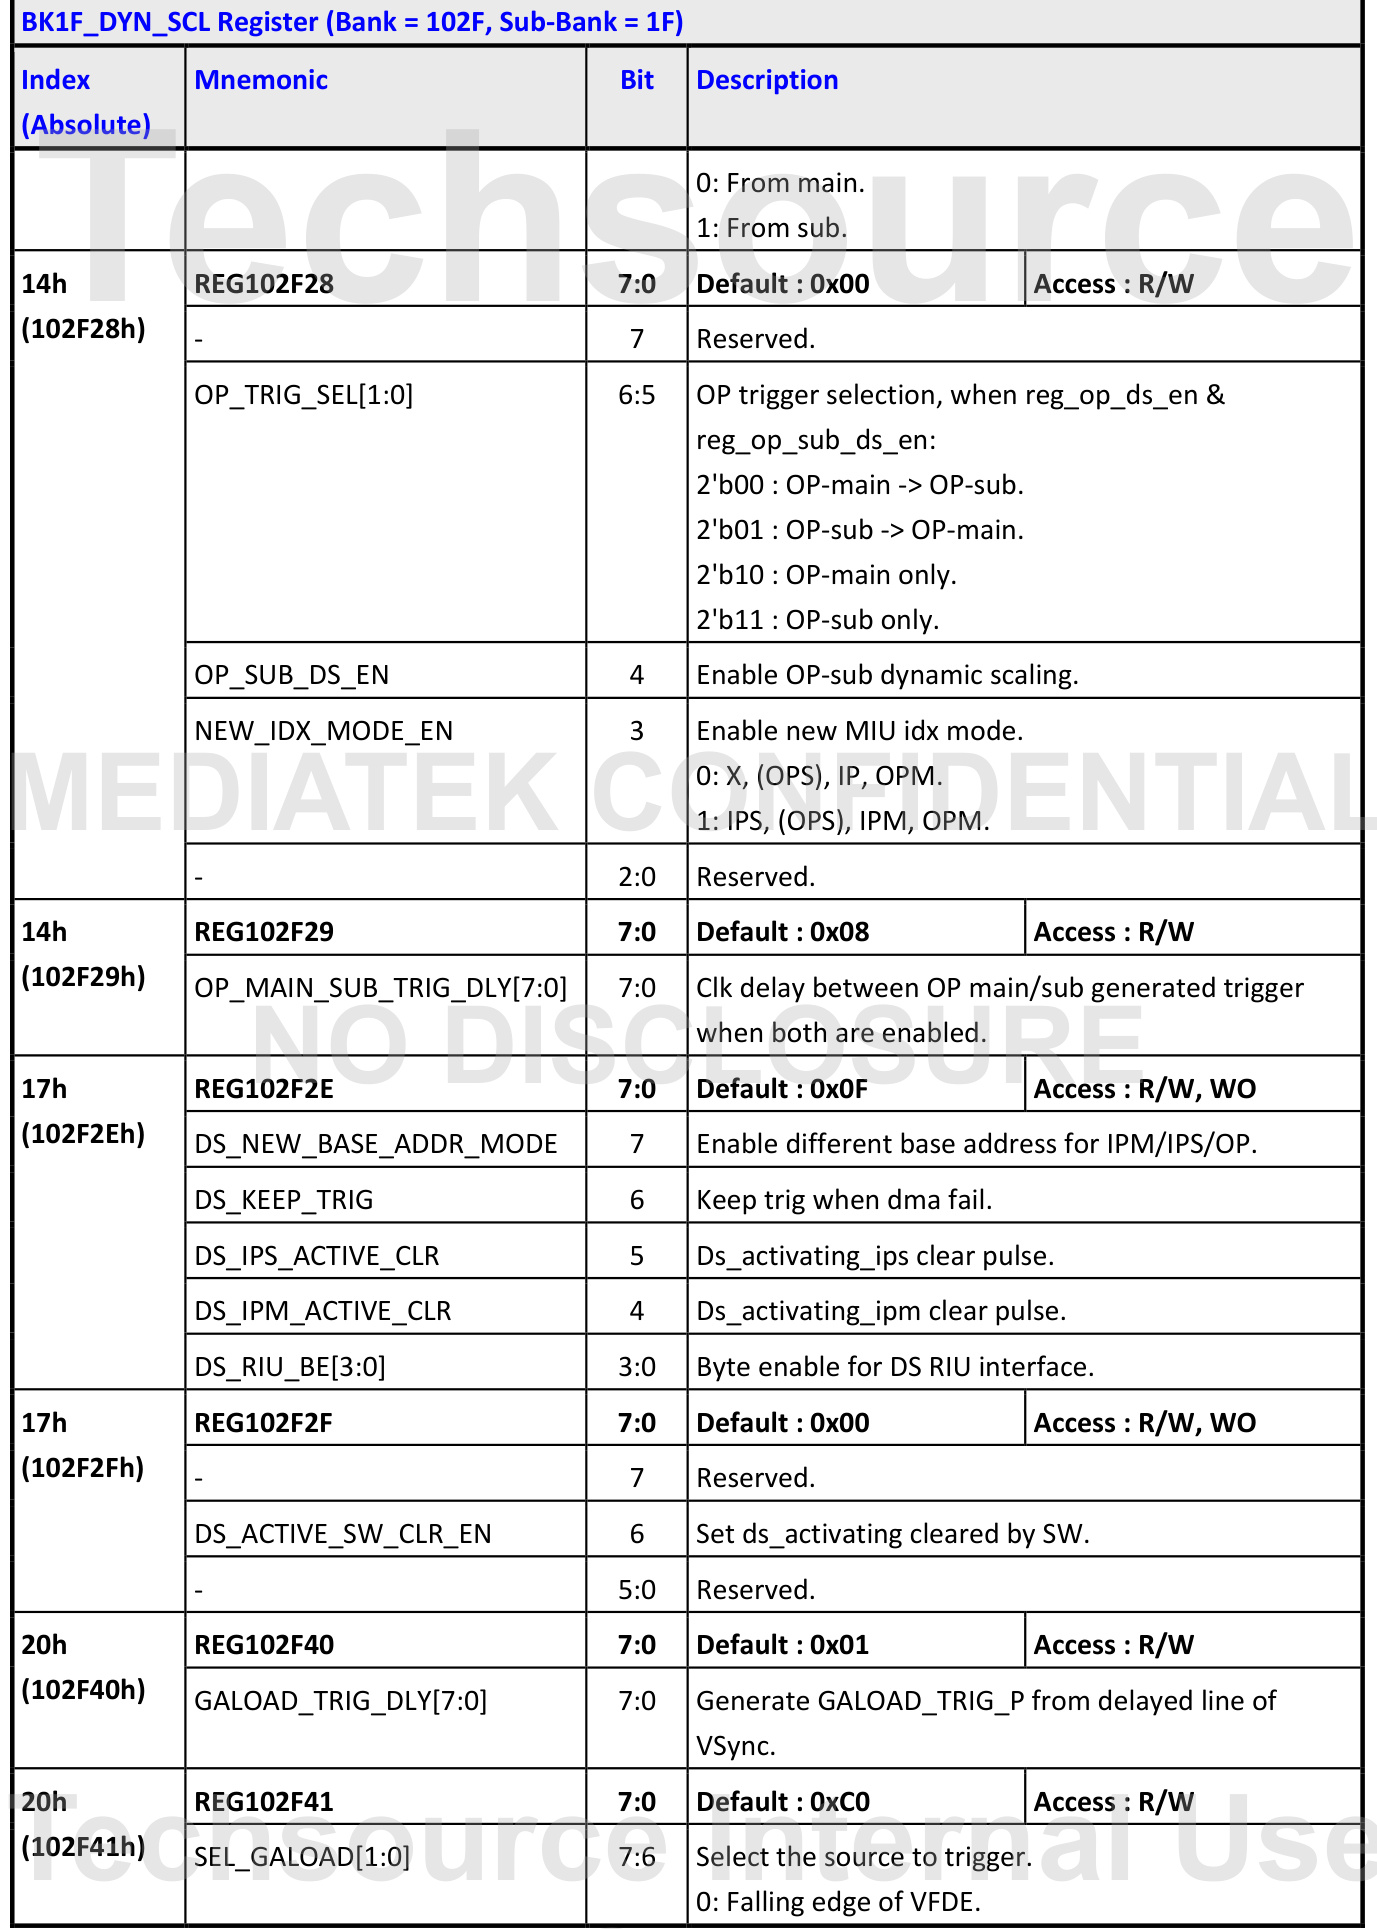 BK1F_DYN_SCL Register (Bank = 102F, Sub-Bank = 1F)
Index (Absolute) Mnemonic Bit Description
0: From main.
1: From sub.
14h (102F28h) REG102F28 7:0 Default : 0x00 Access : R/W
- 7 Reserved.
OP_TRIG_SEL[1:0] 6:5 OP trigger selection, when reg_op_ds_en &
reg_op_sub_ds_en:
2'b00 : OP-main -> OP-sub.
2'b01 : OP-sub -> OP-main.
2'b10 : OP-main only.
2'b11 : OP-sub only.
OP_SUB_DS_EN 4 Enable OP-sub dynamic scaling.
NEW_IDX_MODE_EN 3 Enable new MIU idx mode.
0: X, (OPS), IP, OPM.
1: IPS, (OPS), IPM, OPM.
- 2:0 Reserved.
14h (102F29h) REG102F29 7:0 Default : 0x08 Access : R/W
OP_MAIN_SUB_TRIG_DLY[7:0] 7:0 Clk delay between OP main/sub generated trigger
when both are enabled.
17h (102F2Eh) REG102F2E 7:0 Default : 0x0F Access : R/W, WO
DS_NEW_BASE_ADDR_MODE 7 Enable different base address for IPM/IPS/OP.
DS_KEEP_TRIG 6 Keep trig when dma fail.
DS_IPS_ACTIVE_CLR 5 Ds_activating_ips clear pulse.
DS_IPM_ACTIVE_CLR 4 Ds_activating_ipm clear pulse.
DS_RIU_BE[3:0] 3:0 Byte enable for DS RIU interface.
17h (102F2Fh) REG102F2F 7:0 Default : 0x00 Access : R/W, WO
- 7 Reserved.
DS_ACTIVE_SW_CLR_EN 6 Set ds_activating cleared by SW.
- 5:0 Reserved.
20h (102F40h) REG102F40 7:0 Default : 0x01 Access : R/W
GALOAD_TRIG_DLY[7:0] 7:0 Generate GALOAD_TRIG_P from delayed line of
VSync.
20h (102F41h) REG102F41 7:0 Default : 0xC0 Access : R/W
SEL_GALOAD[1:0] 7:6 Select the source to trigger.
0: Falling edge of VFDE.
Techsource
MEDIATEK CONFIDENTIAL
NO DISCLOSURE
Techsource Internal Use